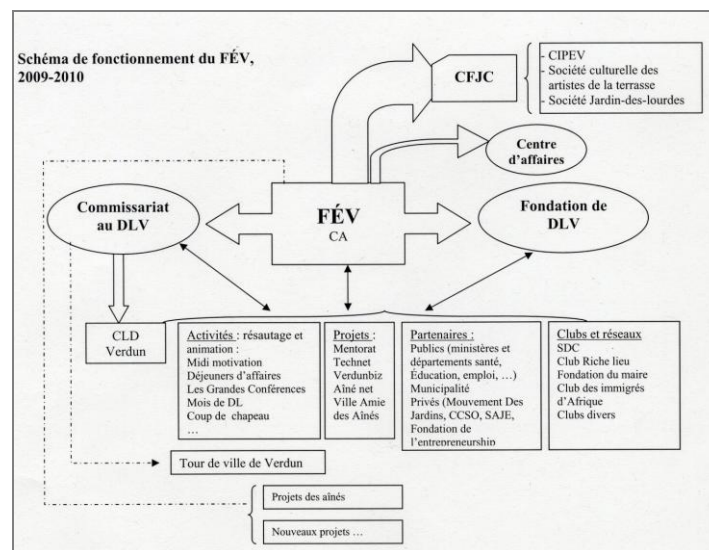 Schéma de fonctionnement du FÉV,
2009-2010
CFJC
- CIPEV
- Société culturelle des
artistes de la terrasse
- Société Jardin-des-lourdes
Centre
d'affaires
Commissariat
au DLV
FÉV
CA
Fondation de
DLV
CLD
Verdun
Activités : résautage et
animation :
Midi motivation
Déjeuners d'affaires
Les Grandes Conférences
Mois de DL
Coup de chapeau
…
Projets :
Mentorat
Technet
Verdunbiz
Aîné net
Ville Amie
des Aînés
Partenaires :
Publics (ministères et
départements santé,
Éducation, emploi, …)
Municipalité
Privés (Mouvement Des
Jardins, CCSO, SAJE,
Fondation de
l'entrepreneurship
Clubs et réseaux
SDC
Club Riche lieu
Fondation du maire
Club des immigrés
d'Afrique
Clubs divers
Tour de ville de Verdun
Projets des aînés
Nouveaux projets …